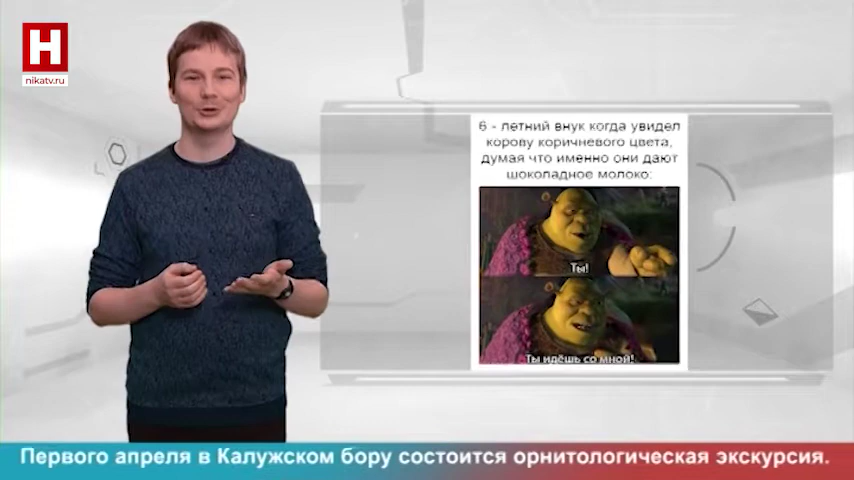 Н
nikatv.ru
6 - летний внук когда увидел
корову коричневого цвета,
думая что именно они дают
шоколадное молоко:
Ты!
Ты идёшь со мной!
Первого апреля в Калужском бору состоится орнитологическая экскурсия.